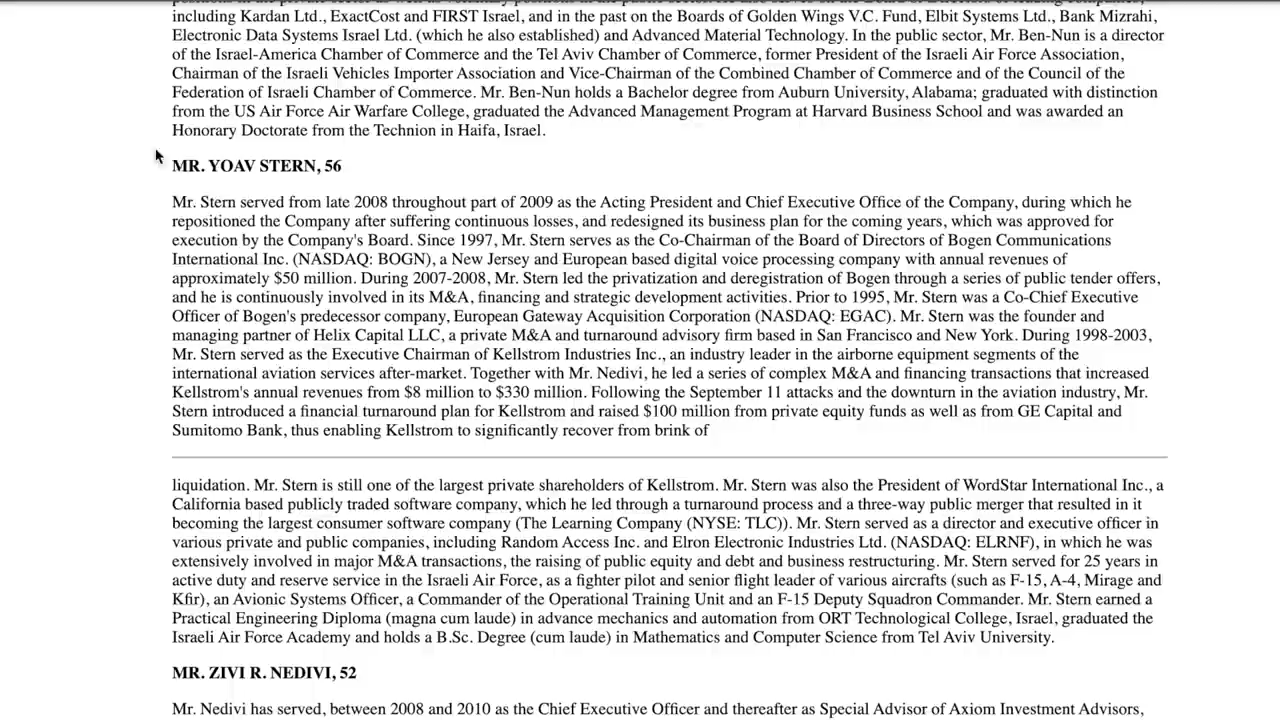 including Kardan Ltd., ExactCost and FIRST Israel, and in the past on the Boards of Golden Wings V.C. Fund, Elbit Systems Ltd., Bank Mizrahi,
Electronic Data Systems Israel Ltd. (which he also established) and Advanced Material Technology. In the public sector, Mr. Ben-Nun is a director
of the Israel-America Chamber of Commerce and the Tel Aviv Chamber of Commerce, former President of the Israeli Air Force Association,
Chairman of the Israeli Vehicles Importer Association and Vice-Chairman of the Combined Chamber of Commerce and of the Council of the
Federation of Israeli Chamber of Commerce. Mr. Ben-Nun holds a Bachelor degree from Auburn University, Alabama; graduated with distinction
from the US Air Force Air Warfare College, graduated the Advanced Management Program at Harvard Business School and was awarded an
Honorary Doctorate from the Technion in Haifa, Israel.
MR. YOAV STERN, 56
Mr. Stern served from late 2008 throughout part of 2009 as the Acting President and Chief Executive Office of the Company, during which he
repositioned the Company after suffering continuous losses, and redesigned its business plan for the coming years, which was approved for
execution by the Company's Board. Since 1997, Mr. Stern serves as the Co-Chairman of the Board of Directors of Bogen Communications
International Inc. (NASDAQ: BOGN), a New Jersey and European based digital voice processing company with annual revenues of
approximately $50 million. During 2007-2008, Mr. Stern led the privatization and deregistration of Bogen through a series of public tender offers,
and he is continuously involved in its M&A, financing and strategic development activities. Prior to 1995, Mr. Stern was a Co-Chief Executive
Officer of Bogen's predecessor company, European Gateway Acquisition Corporation (NASDAQ: EGAC). Mr. Stern was the founder and
managing partner of Helix Capital LLC, a private M&A and turnaround advisory firm based in San Francisco and New York. During 1998-2003,
Mr. Stern served as the Executive Chairman of Kellstrom Industries Inc., an industry leader in the airborne equipment segments of the
international aviation services after-market. Together with Mr. Nedivi, he led a series of complex M&A and financing transactions that increased
Kellstrom's annual revenues from $8 million to $330 million. Following the September 11 attacks and the downturn in the aviation industry, Mr.
Stern introduced a financial turnaround plan for Kellstrom and raised $100 million from private equity funds as well as from GE Capital and
Sumitomo Bank, thus enabling Kellstrom to significantly recover from brink of
liquidation. Mr. Stern is still one of the largest private shareholders of Kellstrom. Mr. Stern was also the President of WordStar International Inc., a
California based publicly traded software company, which he led through a turnaround process and a three-way public merger that resulted in it
becoming the largest consumer software company (The Learning Company (NYSE: TLC)). Mr. Stern served as a director and executive officer in
various private and public companies, including Random Access Inc. and Elron Electronic Industries Ltd. (NASDAQ: ELRNF), in which he was
extensively involved in major M&A transactions, the raising of public equity and debt and business restructuring. Mr. Stern served for 25 years in
active duty and reserve service in the Israeli Air Force, as a fighter pilot and senior flight leader of various aircrafts (such as F-15, A-4, Mirage and
Kfir), an Avionic Systems Officer, a Commander of the Operational Training Unit and an F-15 Deputy Squadron Commander. Mr. Stern earned a
Practical Engineering Diploma (magna cum laude) in advance mechanics and automation from ORT Technological College, Israel, graduated the
Israeli Air Force Academy and holds a B.Sc. Degree (cum laude) in Mathematics and Computer Science from Tel Aviv University.
MR. ZIVI R. NEDIVI, 52
Mr. Nedivi has served, between 2008 and 2010 as the Chief Executive Officer and thereafter as Special Advisor of Axiom Investment Advisors,